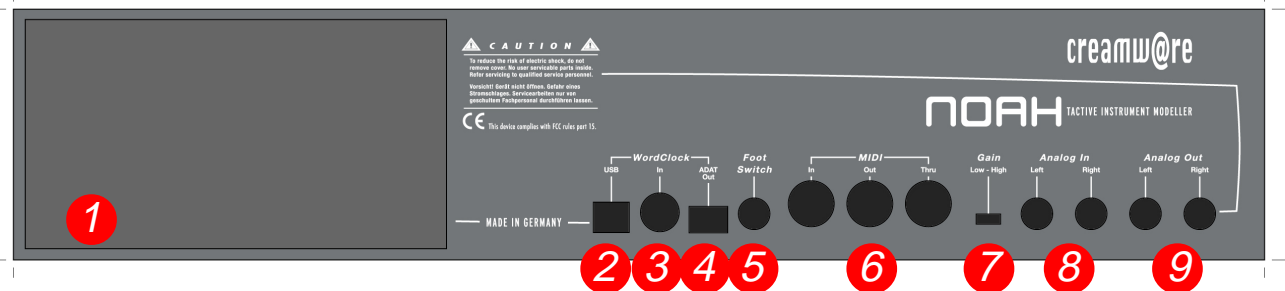 CAUTION
To reduce the risk of electric shock, do not
remove cover. No user servicable parts inside.
Refer servicing to qualified service personnel.
Vorsicht! Gerät nicht öffnen. Gefahr eines
Stromschlages. Servicearbeiten nur von
geschultem Fachpersonal durchführen lassen.
CE This device complies with FCC rules part 15.
creamw@re
NOAH TACTIVE INSTRUMENT MODELLER
WordClock
USB In ADAT
Out
Foot
Switch
MIDI
In Out Thru
Gain
Low - High
Analog In
Left Right
Analog Out
Left Right
MADE IN GERMANY
1 2 3 4 5 6 7 8 9